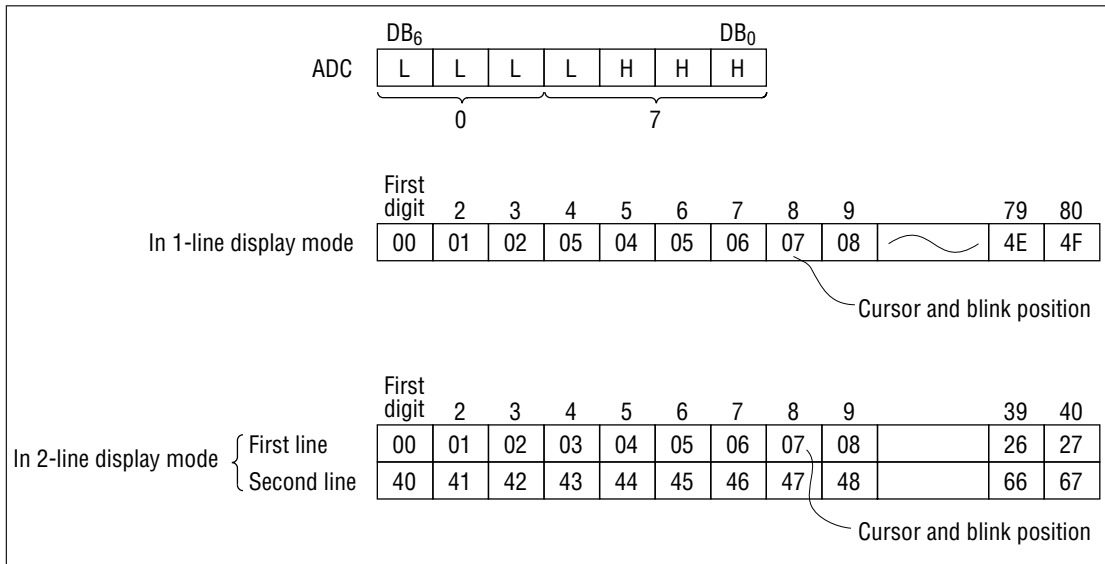 DB6 DB0
ADC L L L L H H H
0 7
First
digit 2 3 4 5 6 7 8 9 79 80
In 1-line display mode 00 01 02 05 04 05 06 07 08 4E 4F
Cursor and blink position
First
digit 2 3 4 5 6 7 8 9 39 40
In 2-line display mode First line 00 01 02 03 04 05 06 07 08 26 27
Second line 40 41 42 43 44 45 46 47 48 66 67
Cursor and blink position